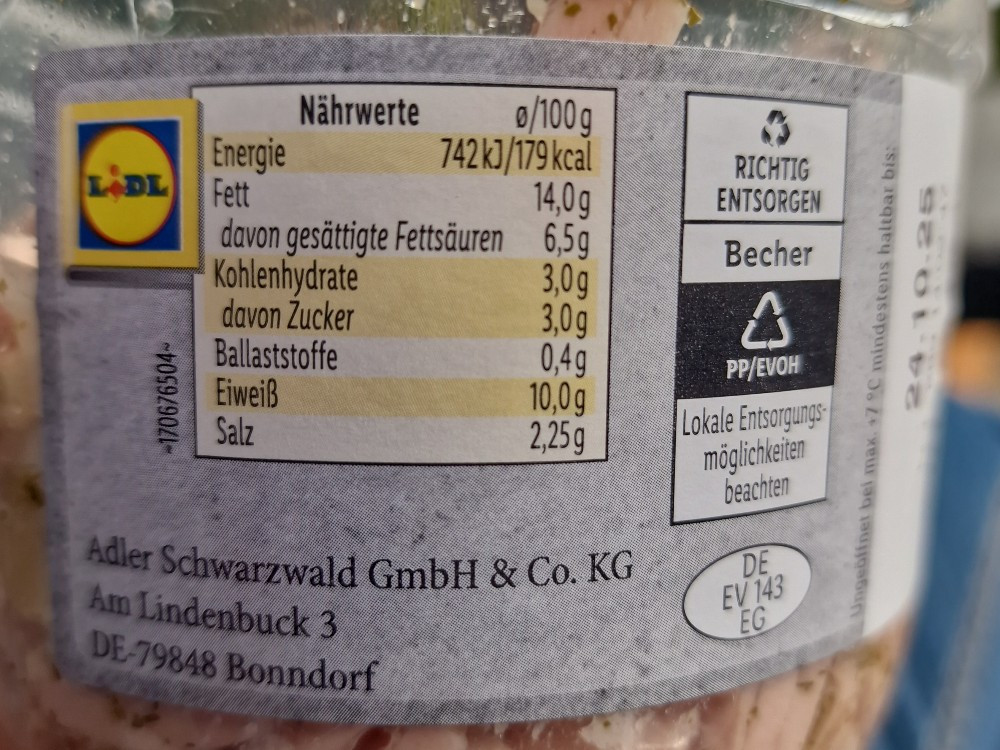 LIDL
Nährwerte ø/100g
Energie 742kJ/179kcal
Fett 14,0g
davon gesättigte Fettsäuren 6,5g
Kohlenhydrate 3,0g
davon Zucker 3,0g
Ballaststoffe 0,4g
Eiweiß 10,0g
Salz 2,25g
~170676504~
Adler Schwarzwald GmbH & Co. KG
Am Lindenbuck 3
DE-79848 Bonndorf
RICHTIG
ENTSORGEN
Becher
PP/EVOH
Lokale Entsorgungs-
möglichkeiten
beachten
DE
EV 143
EG
Ungeöffnet bei max. +7 °C mindestens haltbar bis:
24.10.25